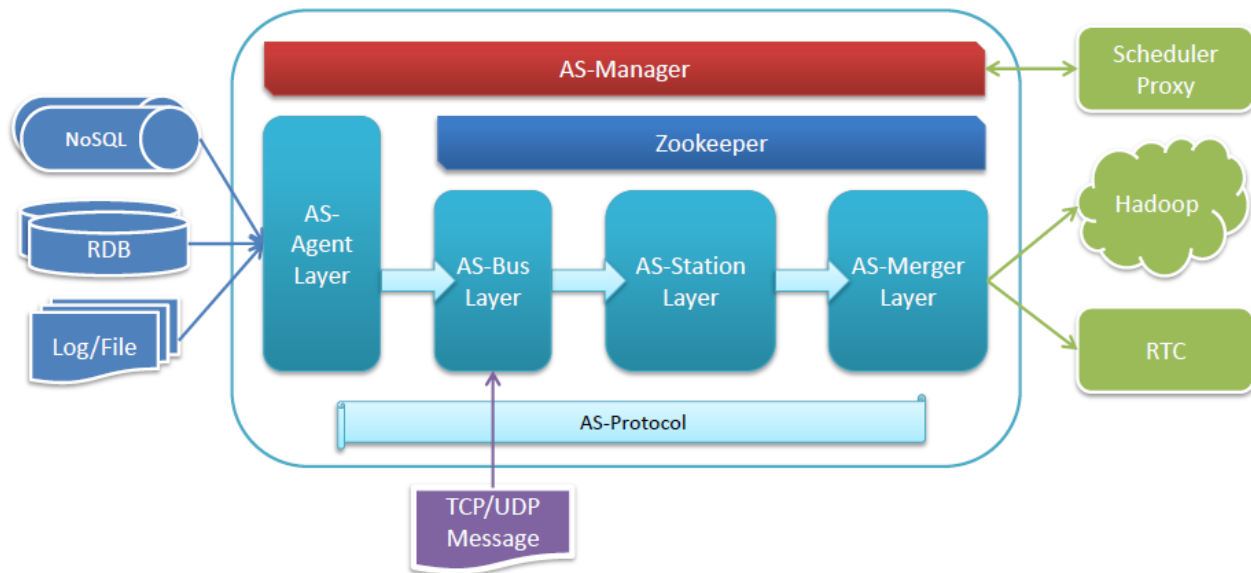 AS-Manager
Scheduler
Proxy
NoSQL
Zookeeper
AS-
Agent
Layer
Hadoop
RDB
AS-Bus
Layer
AS-Station
Layer
AS-Merger
Layer
Log/File
RTC
AS-Protocol
TCP/UDP
Message